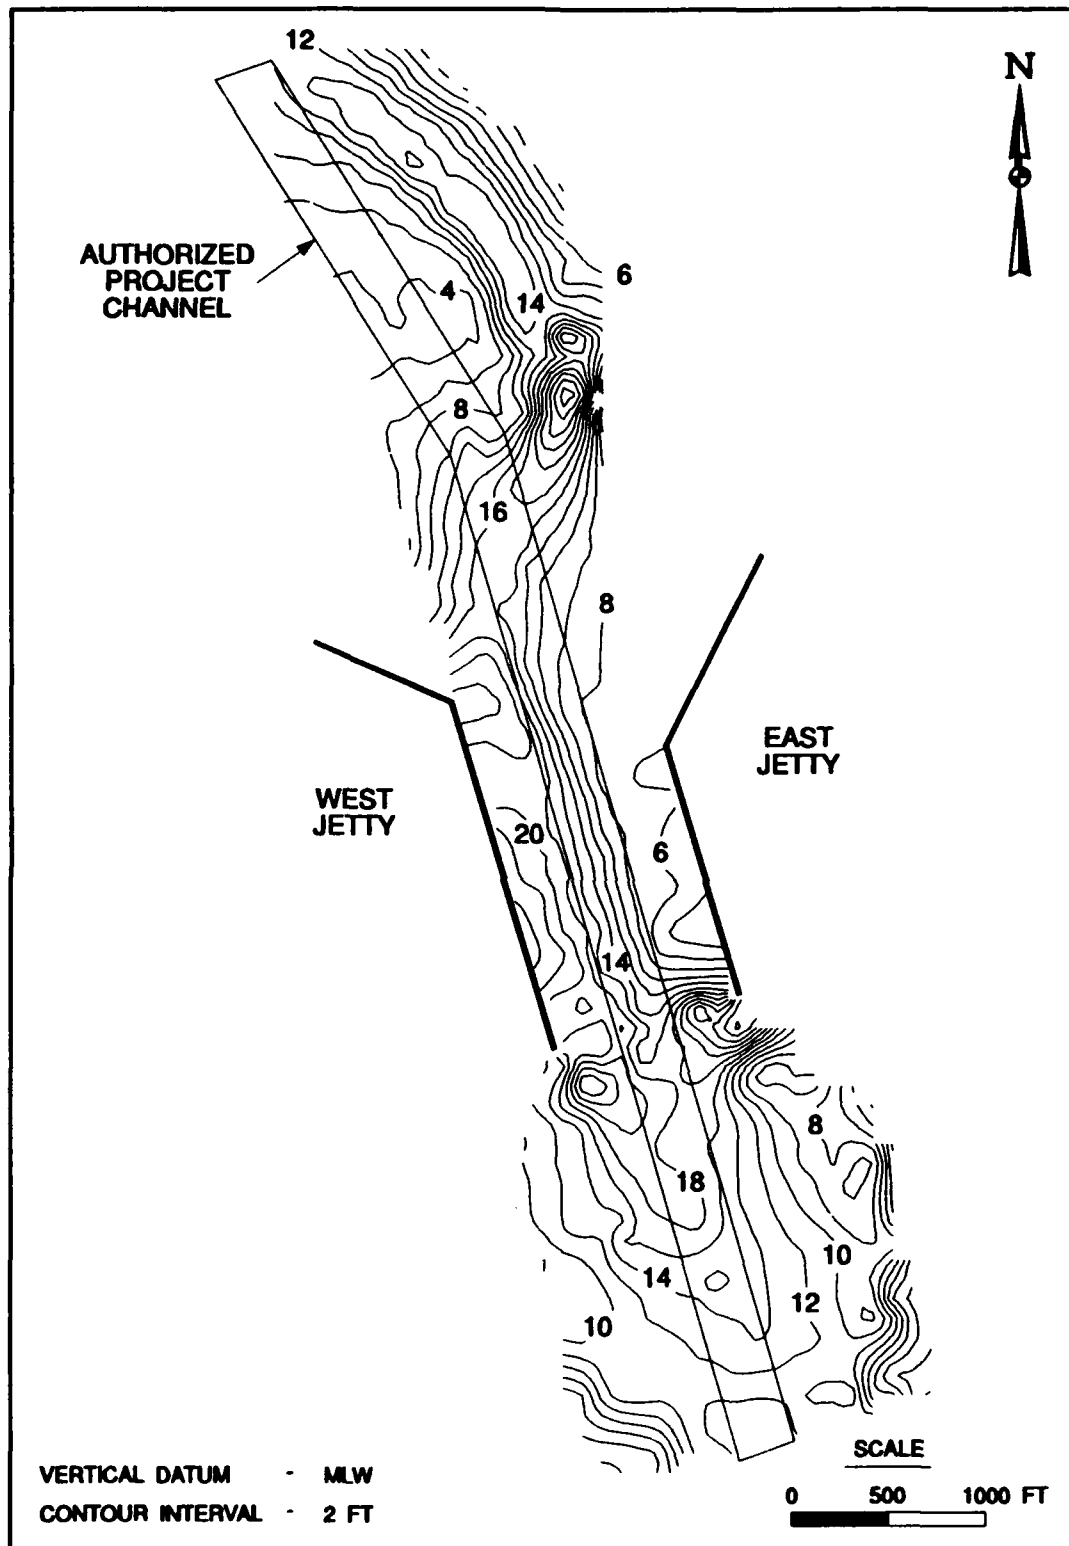 12
N
AUTHORIZED
PROJECT
CHANNEL
6
4
14
8
16
8
EAST
JETTY
WEST
JETTY
20
6
14
8
18
10
14
12
10
SCALE
VERTICAL DATUM - MLW
0 500 1000 FT
CONTOUR INTERVAL - 2 FT